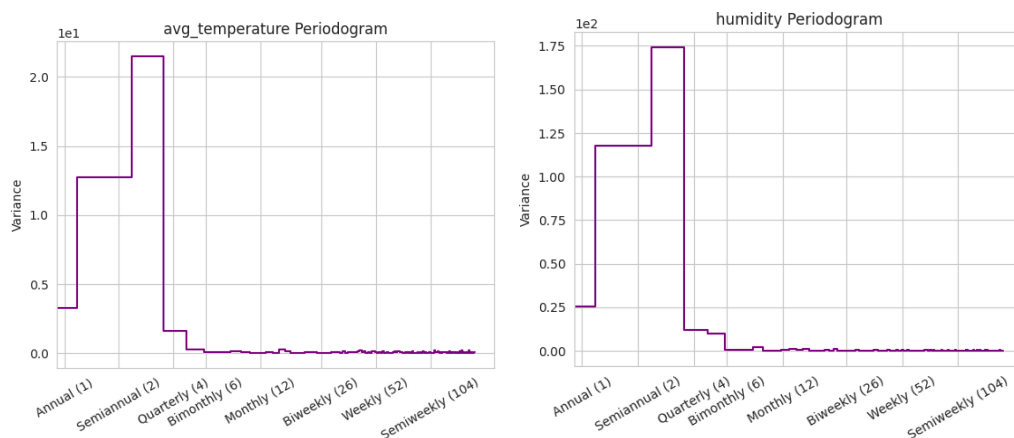 avg_temperature Periodogram
1e1
2.0
1.5
1.0
0.5
0.0
Variance
Annual (1)
Semiannual (2)
Quarterly (4)
Bimonthly (6)
Monthly (12)
Biweekly (26)
Weekly (52)
Semiweekly (104)
humidity Periodogram
1e2
1.75
1.50
1.25
1.00
0.75
0.50
0.25
0.00
Variance
Annual (1)
Semiannual (2)
Quarterly (4)
Bimonthly (6)
Monthly (12)
Biweekly (26)
Weekly (52)
Semiweekly (104)